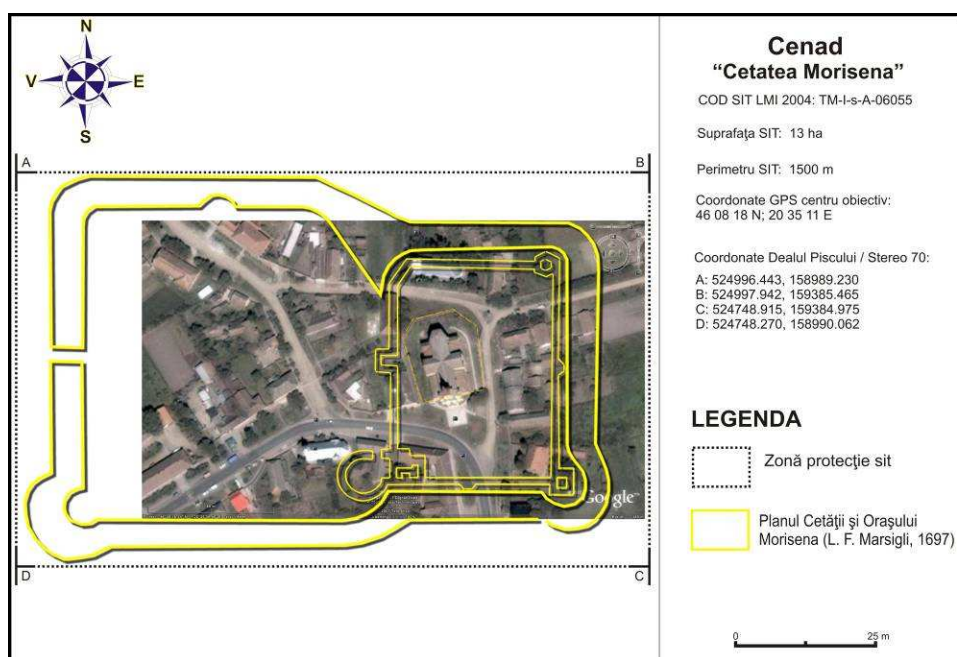 N
V E
S
A
B
D
C
Google
Cenad
“Cetatea Morisena”
COD SIT LMI 2004: TM-I-s-A-06055
Suprafaţa SIT: 13 ha
Perimetru SIT: 1500 m
Coordonate GPS centru obiectiv:
46 08 18 N; 20 35 11 E
Coordonate Dealul Piscului / Stereo 70:
A: 524996.443, 158989.230
B: 524997.942, 159385.465
C: 524748.915, 159384.975
D: 524748.270, 158990.062
LEGENDA
Zonă protecţie sit
Planul Cetăţii şi Oraşului
Morisena (L. F. Marsigli, 1697)
0 25 m